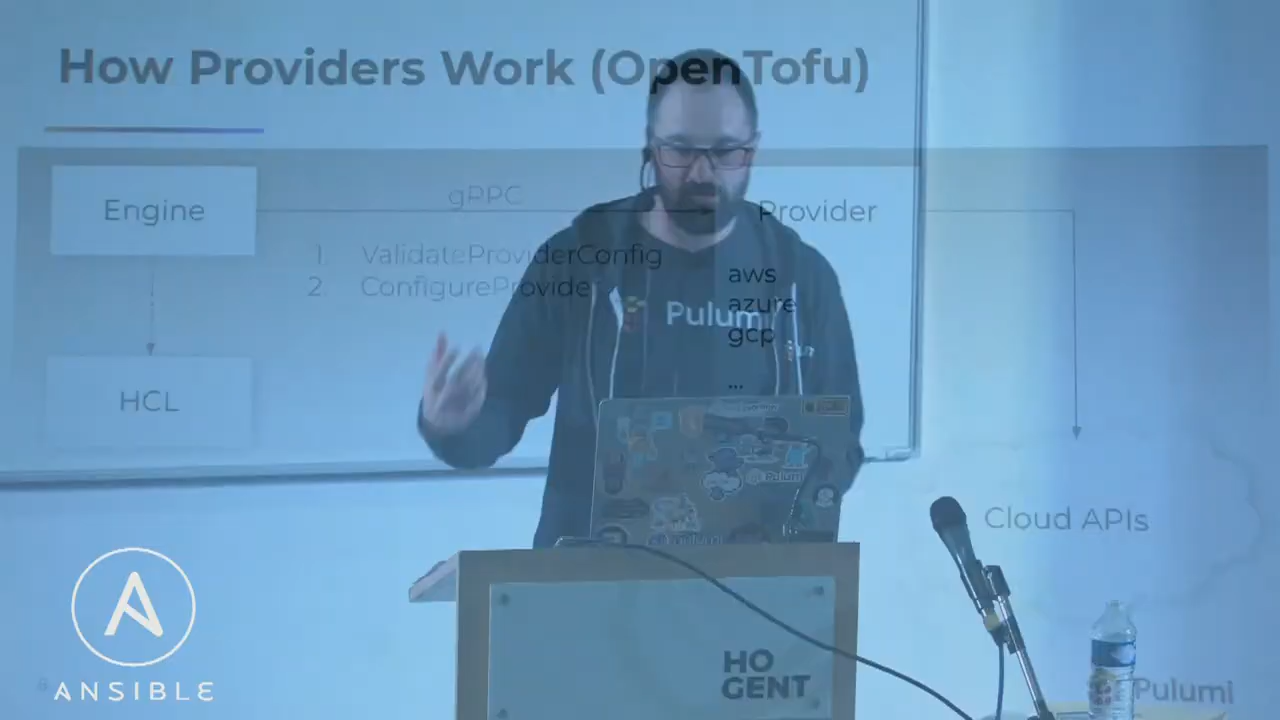 How Providers Work (OpenTofu)
Engine
gRPC
Provider
1. ValidateProviderConfig
2. ConfigureProvider
aws
azure
gcp
...
Pulumi
HCL
Pulumi
Cloud APIs
HO
GENT
ANSIBLE
Pulumi